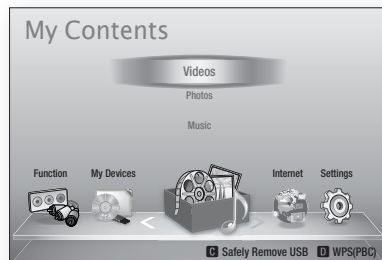 My Contents
Videos
Photos
Music
Function My Devices Internet Settings
C Safely Remove USB D WPS(PBC)